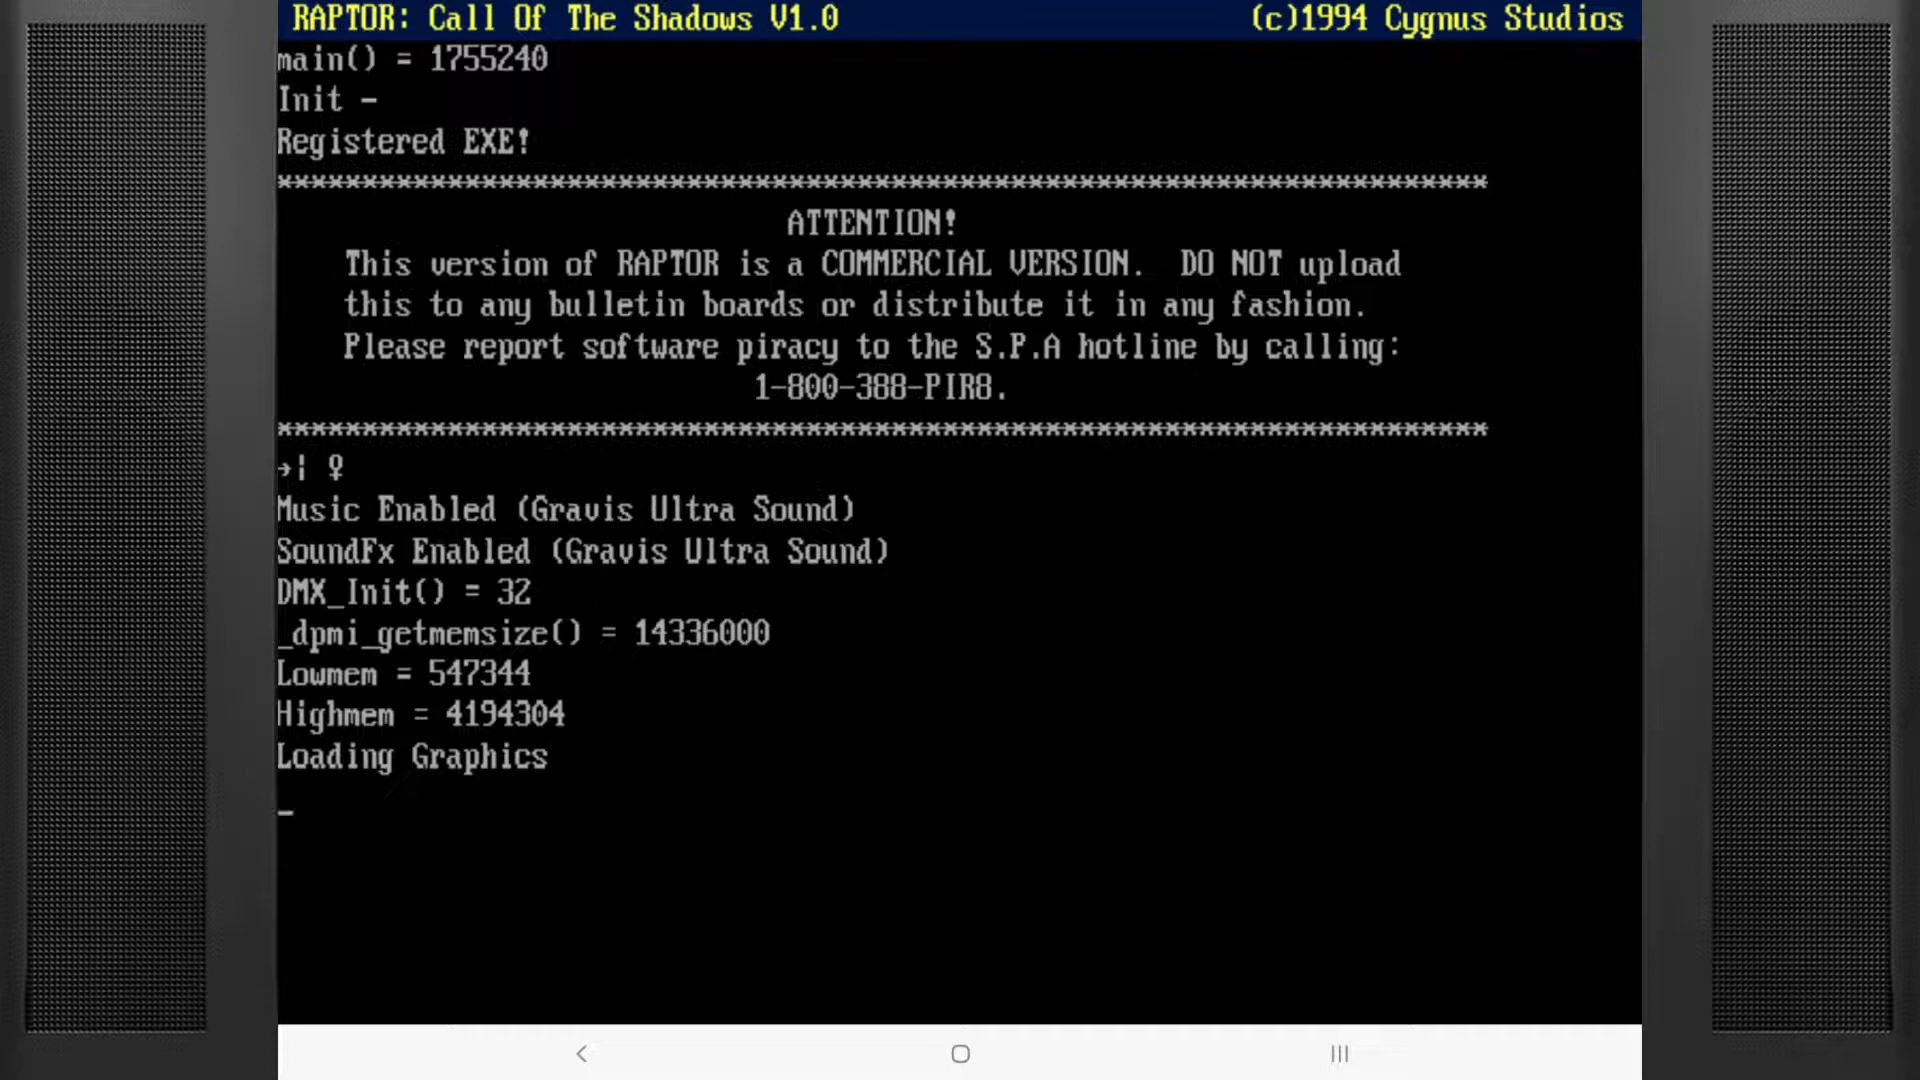 RAPTOR: Call Of The Shadows V1.0 (c)1994 Cygnus Studios
main() = 1755240
Init -
Registered EXE!
***********************************************************************
ATTENTION!
This version of RAPTOR is a COMMERCIAL VERSION.  DO NOT upload
this to any bulletin boards or distribute it in any fashion.
Please report software piracy to the S.P.A hotline by calling:
1-800-388-PIR8.
***********************************************************************
→¦ ♀
Music Enabled (Gravis Ultra Sound)
SoundFx Enabled (Gravis Ultra Sound)
DMX_Init() = 32
_dpmi_getmemsize() = 14336000
Lowmem = 547344
Highmem = 4194304
Loading Graphics
_